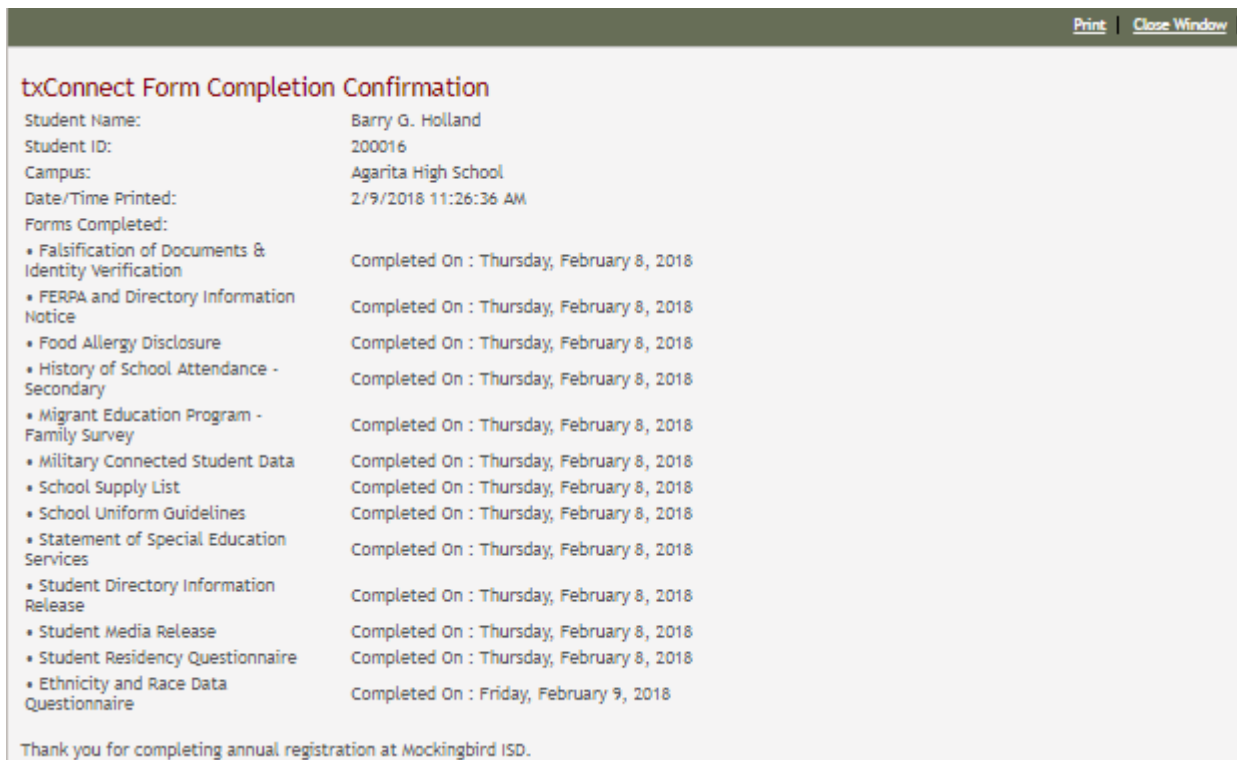 Print Close Window
txConnect Form Completion Confirmation
Student Name: Barry G. Holland
Student ID: 200016
Campus: Agarita High School
Date/Time Printed: 2/9/2018 11:26:36 AM
Forms Completed:
• Falsification of Documents &
Identity Verification
Completed On : Thursday, February 8, 2018
• FERPA and Directory Information
Notice
Completed On : Thursday, February 8, 2018
• Food Allergy Disclosure Completed On : Thursday, February 8, 2018
• History of School Attendance -
Secondary
Completed On : Thursday, February 8, 2018
• Migrant Education Program -
Family Survey
Completed On : Thursday, February 8, 2018
• Military Connected Student Data Completed On : Thursday, February 8, 2018
• School Supply List Completed On : Thursday, February 8, 2018
• School Uniform Guidelines Completed On : Thursday, February 8, 2018
• Statement of Special Education
Services
Completed On : Thursday, February 8, 2018
• Student Directory Information
Release
Completed On : Thursday, February 8, 2018
• Student Media Release Completed On : Thursday, February 8, 2018
• Student Residency Questionnaire Completed On : Thursday, February 8, 2018
• Ethnicity and Race Data
Questionnaire
Completed On : Friday, February 9, 2018
Thank you for completing annual registration at Mockingbird ISD.